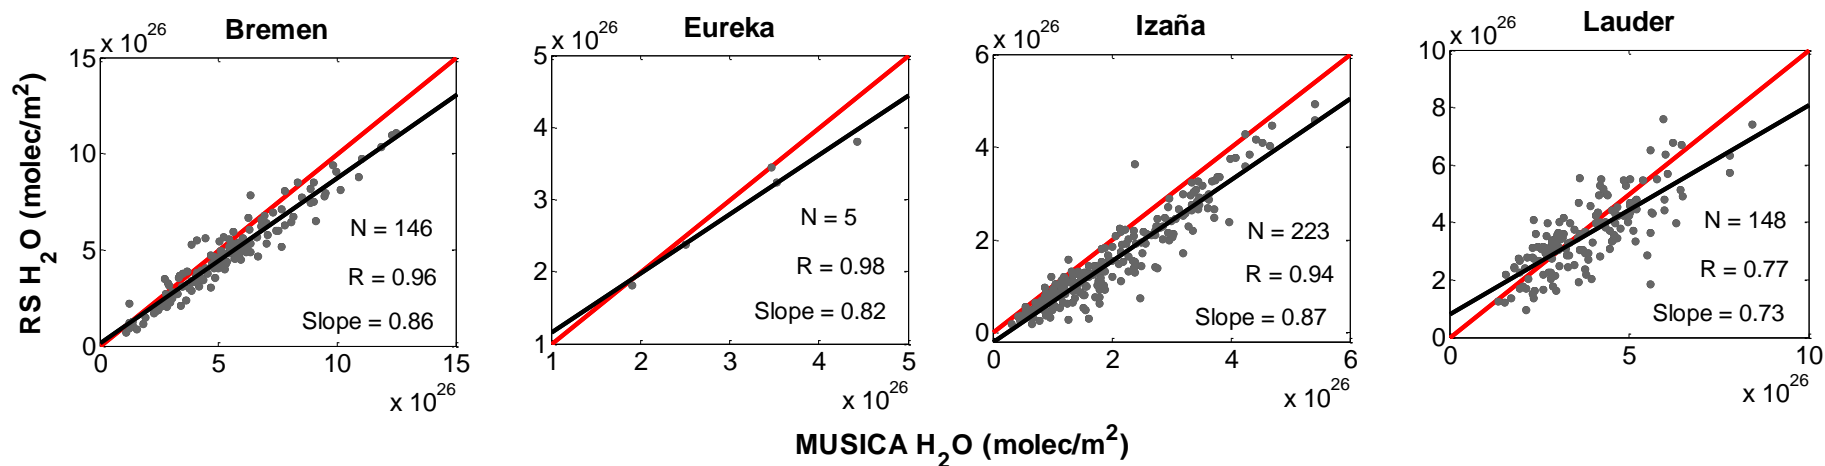 Bremen
x 10^26
15
10
5
0
0 5 10 15
x 10^26
N = 146
R = 0.96
Slope = 0.86
Eureka
x 10^26
5
4
3
2
1
1 2 3 4 5
x 10^26
N = 5
R = 0.98
Slope = 0.82
Izaña
x 10^26
6
4
2
0
0 2 4 6
x 10^26
N = 223
R = 0.94
Slope = 0.87
Lauder
x 10^26
10
8
6
4
2
0
0 5 10
x 10^26
N = 148
R = 0.77
Slope = 0.73
RS H_2O (molec/m^2)
MUSICA H_2O (molec/m^2)